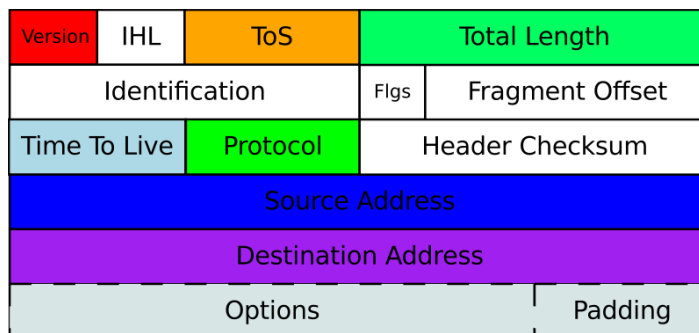 Version IHL ToS Total Length
Identification Flgs Fragment Offset
Time To Live Protocol Header Checksum
Source Address
Destination Address
Options Padding